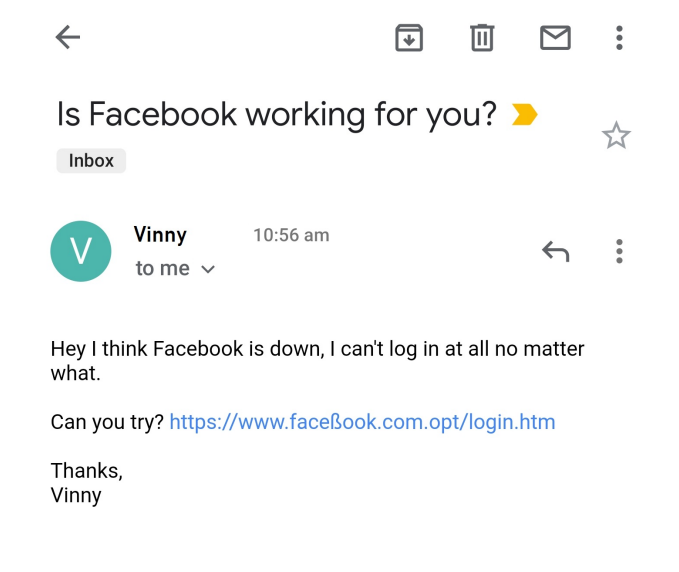 Is Facebook working for you?
Inbox
V
Vinny 10:56 am
to me
Hey I think Facebook is down, I can't log in at all no matter
what.
Can you try? https://www.faceßook.com.opt/login.htm
Thanks,
Vinny